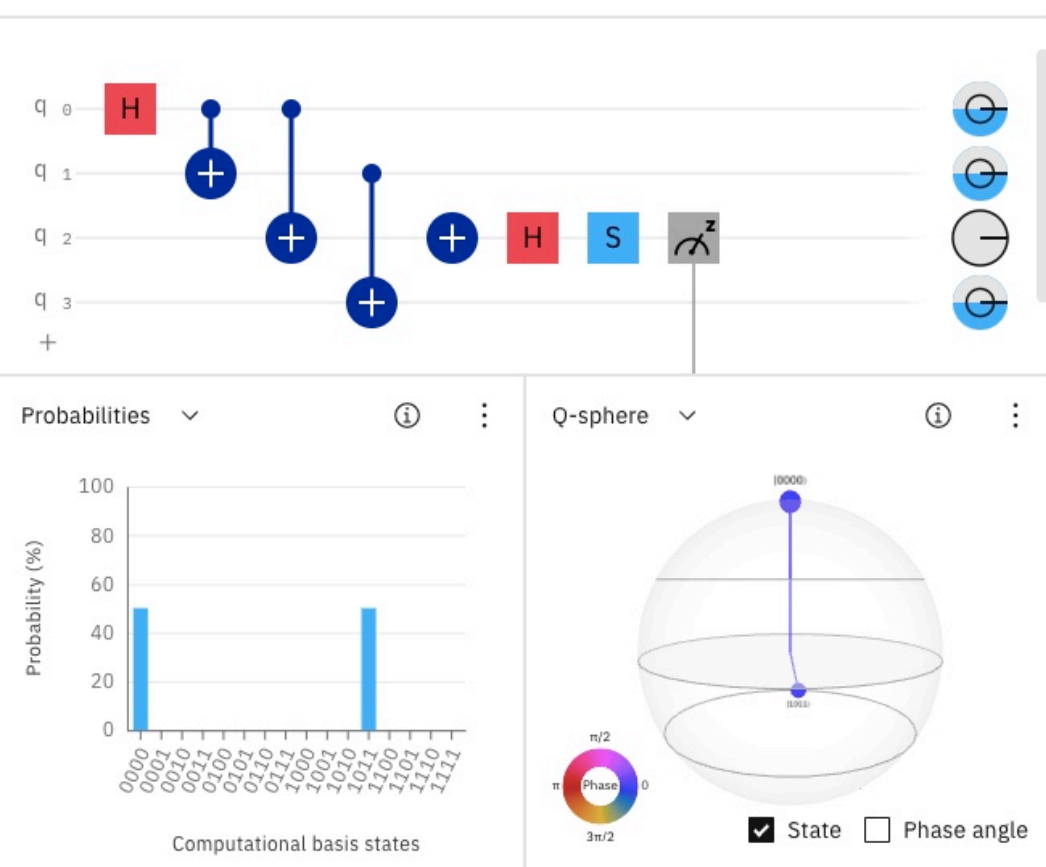 H
q 0
q 1
q 2 H S z
q 3
+
Probabilities
Q-sphere
100
80
60
40
20
0
Probability (%)
0000 0001 0010 0011 0100 0101 0110 0111 1000 1001 1010 1011 1100 1101 1110 1111
Computational basis states
|0000⟩
|1011⟩
π/2
π Phase 0
3π/2
State Phase angle